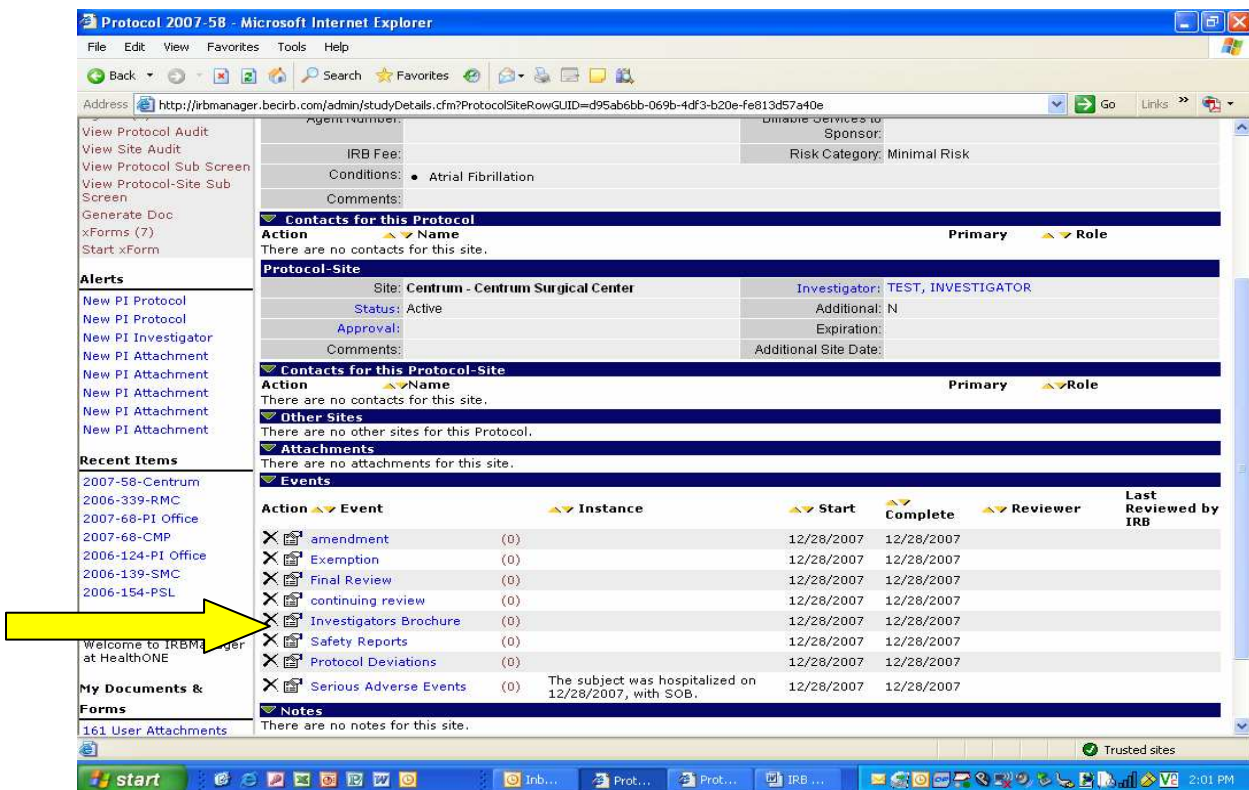 Protocol 2007-58 - Microsoft Internet Explorer
File Edit View Favorites Tools Help
Back Search Favorites
Address http://irbmanager.becirb.com/admin/studyDetails.cfm?ProtocolSiteRowGUID=d95ab6bb-069b-4df3-b20e-fe813d57a40e Go Links »
View Protocol Audit
View Site Audit
View Protocol Sub Screen
View Protocol-Site Sub
Screen
Generate Doc
xForms (7)
Start xForm
Alerts
New PI Protocol
New PI Protocol
New PI Investigator
New PI Attachment
New PI Attachment
New PI Attachment
New PI Attachment
New PI Attachment
Recent Items
2007-58-Centrum
2006-339-RMC
2007-68-PI Office
2007-68-CMP
2006-124-PI Office
2006-139-SMC
2006-154-PSL
Welcome to IRBManager
at HealthONE
My Documents &
Forms
161 User Attachments
Agent Number: Billable Services to
Sponsor:
IRB Fee: Risk Category: Minimal Risk
Conditions: • Atrial Fibrillation
Comments:
Contacts for this Protocol
Action Name Primary Role
There are no contacts for this site.
Protocol-Site
Site: Centrum - Centrum Surgical Center Investigator: TEST, INVESTIGATOR
Status: Active Additional: N
Approval: Expiration:
Comments: Additional Site Date:
Contacts for this Protocol-Site
Action Name Primary Role
There are no contacts for this site.
Other Sites
There are no other sites for this Protocol.
Attachments
There are no attachments for this site.
Events
Action Event Instance Start Complete Reviewer Last Reviewed by IRB
amendment (0) 12/28/2007 12/28/2007
Exemption (0) 12/28/2007 12/28/2007
Final Review (0) 12/28/2007 12/28/2007
continuing review (0) 12/28/2007 12/28/2007
Investigators Brochure (0) 12/28/2007 12/28/2007
Safety Reports (0) 12/28/2007 12/28/2007
Protocol Deviations (0) 12/28/2007 12/28/2007
Serious Adverse Events (0) The subject was hospitalized on 12/28/2007, with SOB. 12/28/2007 12/28/2007
Notes
There are no notes for this site.
Trusted sites
start Inb... Prot... Prot... IRB ... V2 2:01 PM